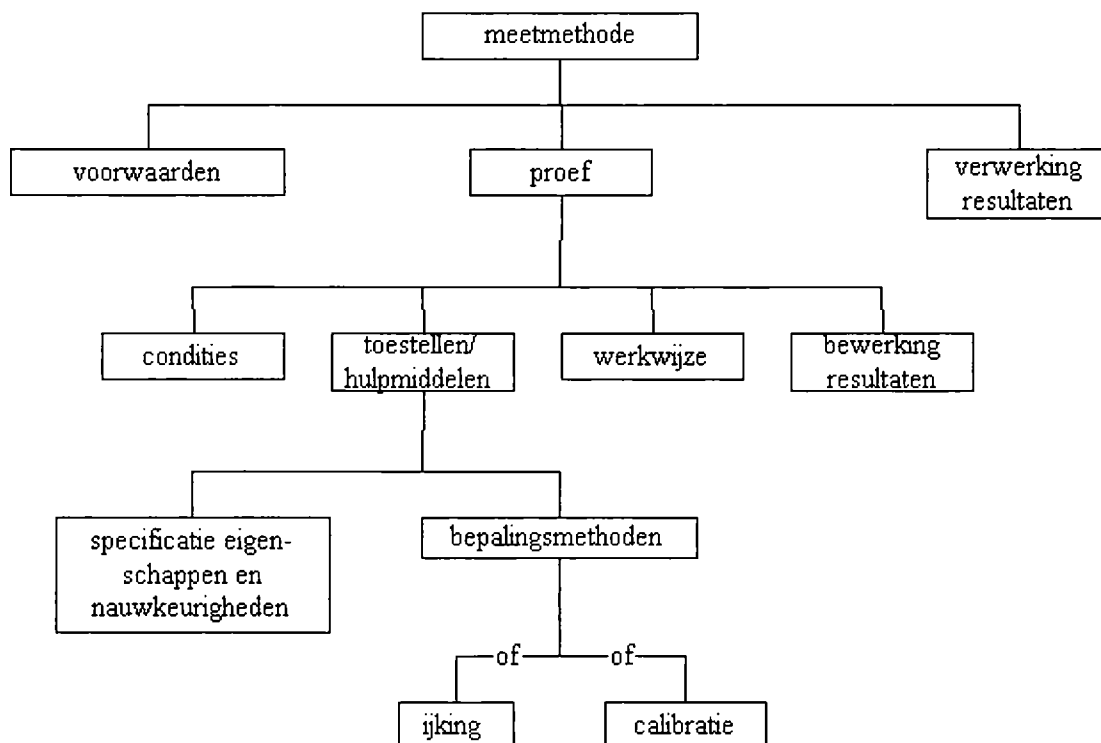 meetmethode
voorwaarden
proef
verwerking
resultaten
condities
toestellen/
hulpmiddelen
werkwijze
bewerking
resultaten
specificatie eigen-
schappen en
nauwkeurigheden
bepalingsmethoden
of
of
ijking
calibratie